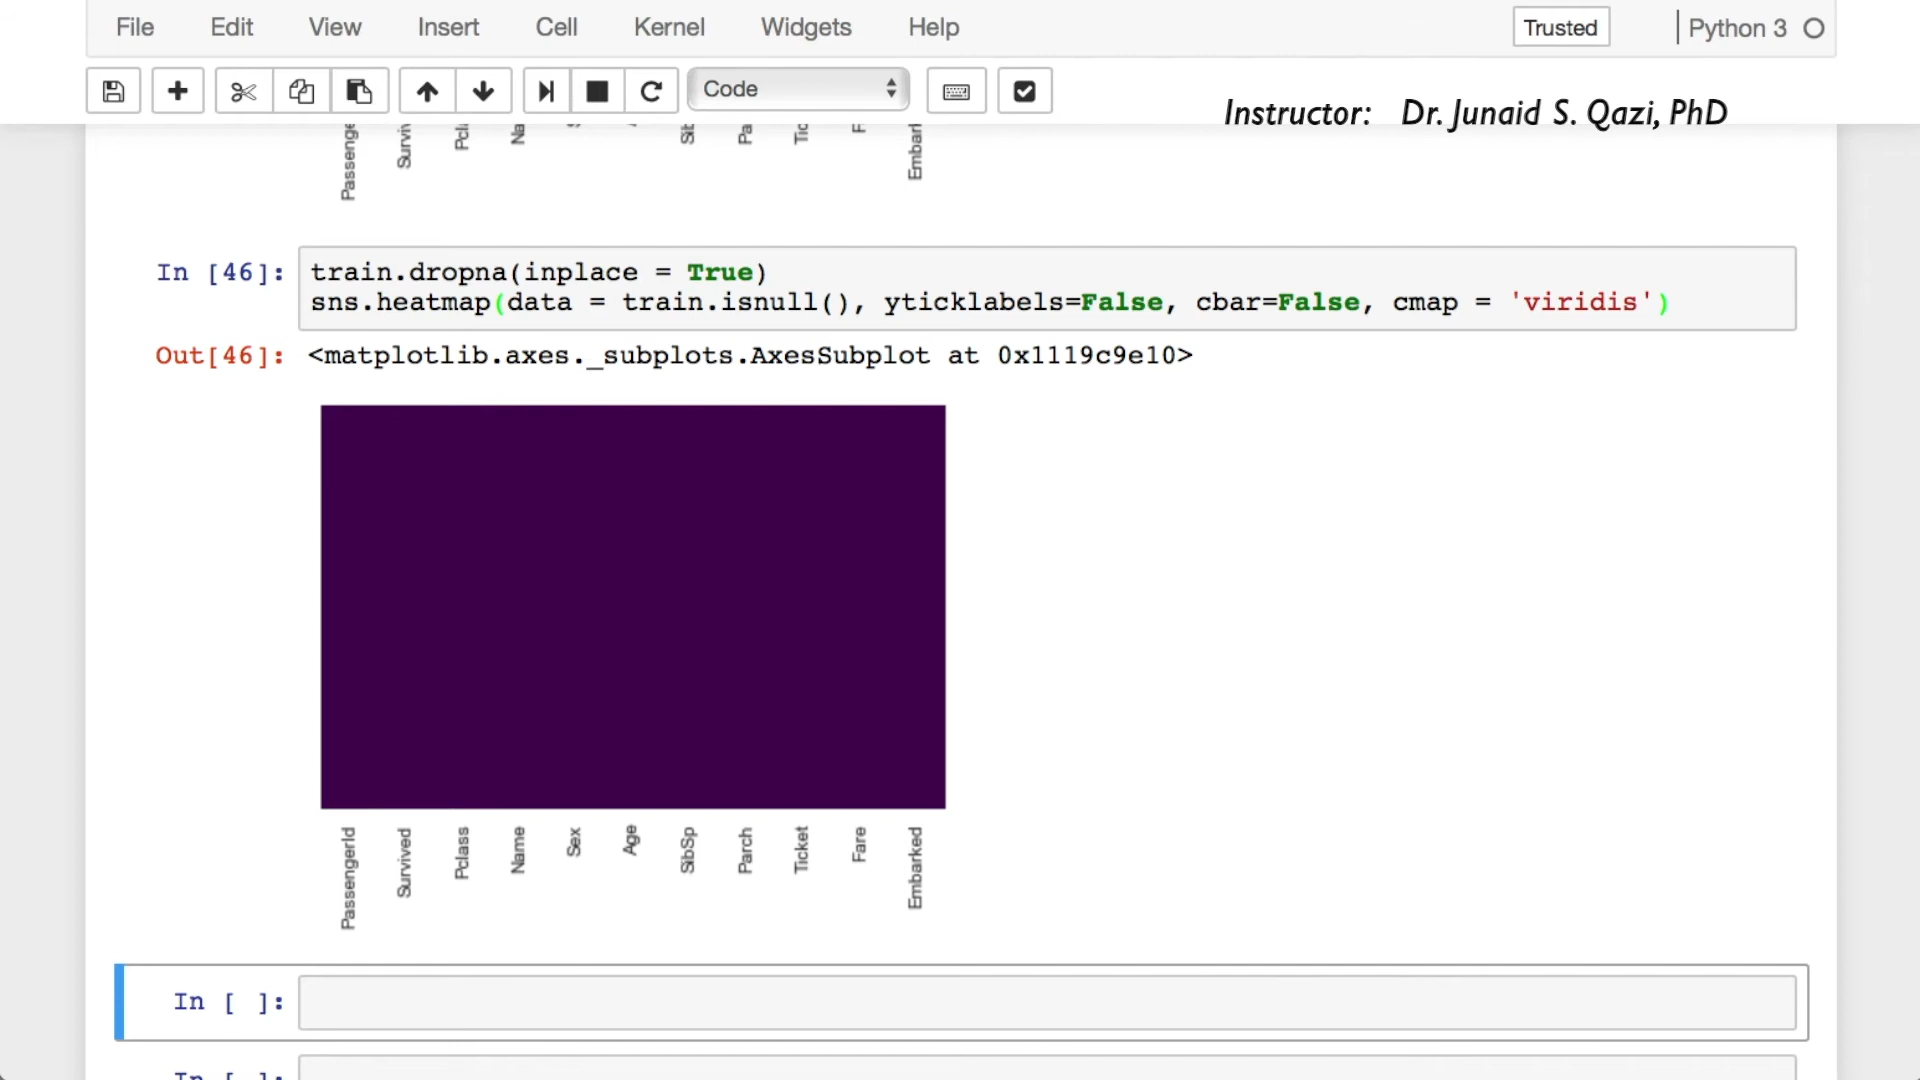 File Edit View Insert Cell Kernel Widgets Help Trusted Python 3
Code
Instructor: Dr. Junaid S. Qazi, PhD
In [46]: train.dropna(inplace = True)
sns.heatmap(data = train.isnull(), yticklabels=False, cbar=False, cmap = 'viridis')
Out[46]: <matplotlib.axes._subplots.AxesSubplot at 0x1119c9e10>
PassengerId
Survived
Pclass
Name
Sex
Age
SibSp
Parch
Ticket
Fare
Embarked
In [ ]:
In [ ]: